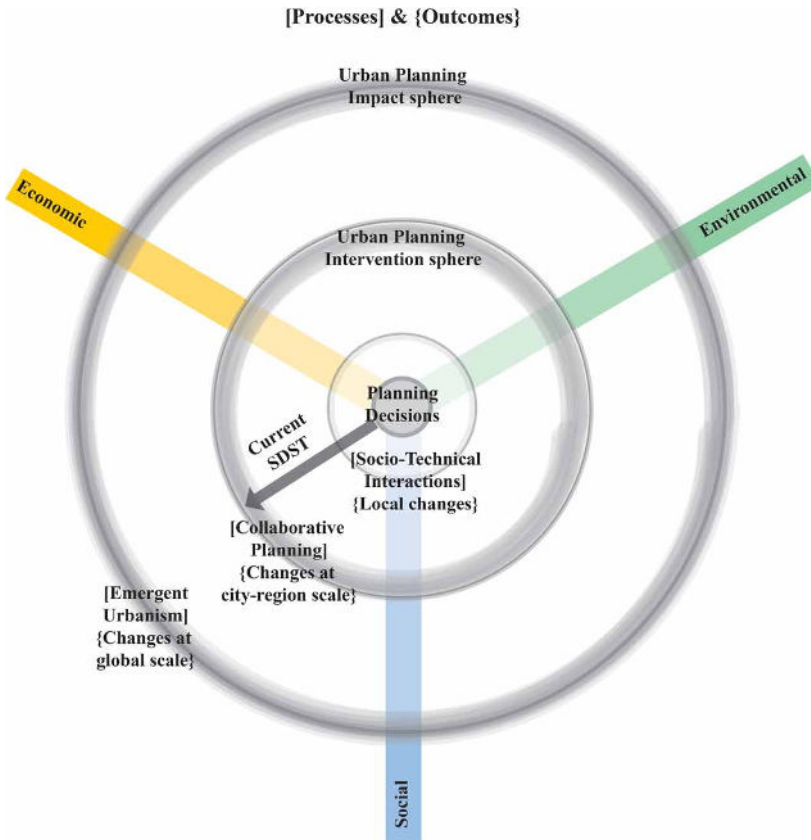 [Processes] & {Outcomes}
Urban Planning
Impact sphere
Economic
Environmental
Urban Planning
Intervention sphere
Planning
Decisions
Current
SDST
[Socio-Technical
Interactions]
{Local changes}
[Collaborative
Planning]
{Changes at
city-region scale}
[Emergent
Urbanism]
{Changes at
global scale}
Social